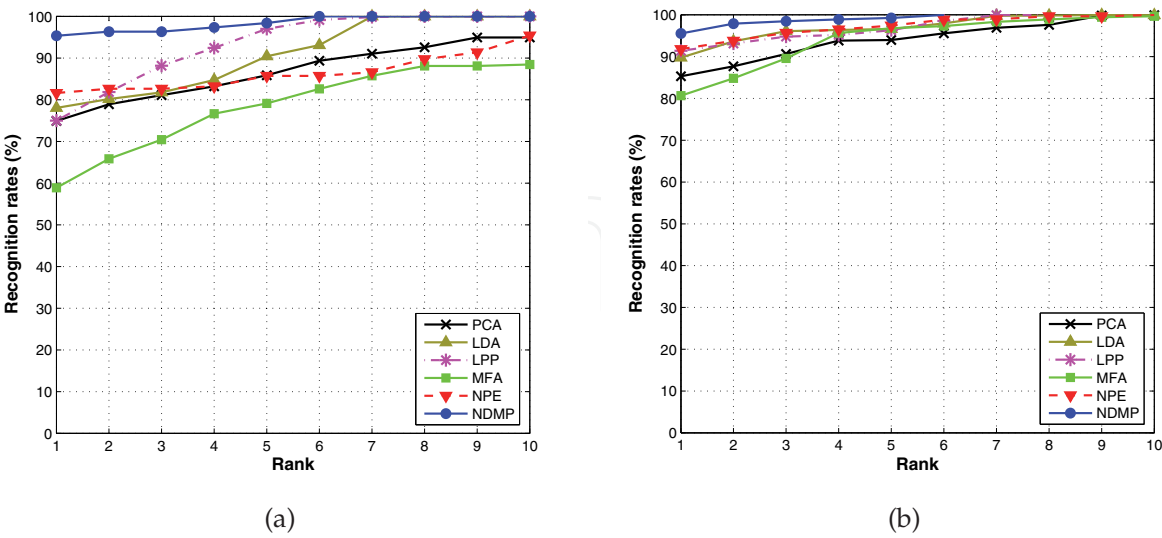 Recognition rates (%)
100
90
80
70
60
50
40
30
20
10
0
1 2 3 4 5 6 7 8 9 10
Rank
PCA
LDA
LPP
MFA
NPE
NDMP
(a)
Recognition rates (%)
100
90
80
70
60
50
40
30
20
10
0
1 2 3 4 5 6 7 8 9 10
Rank
PCA
LDA
LPP
MFA
NPE
NDMP
(b)